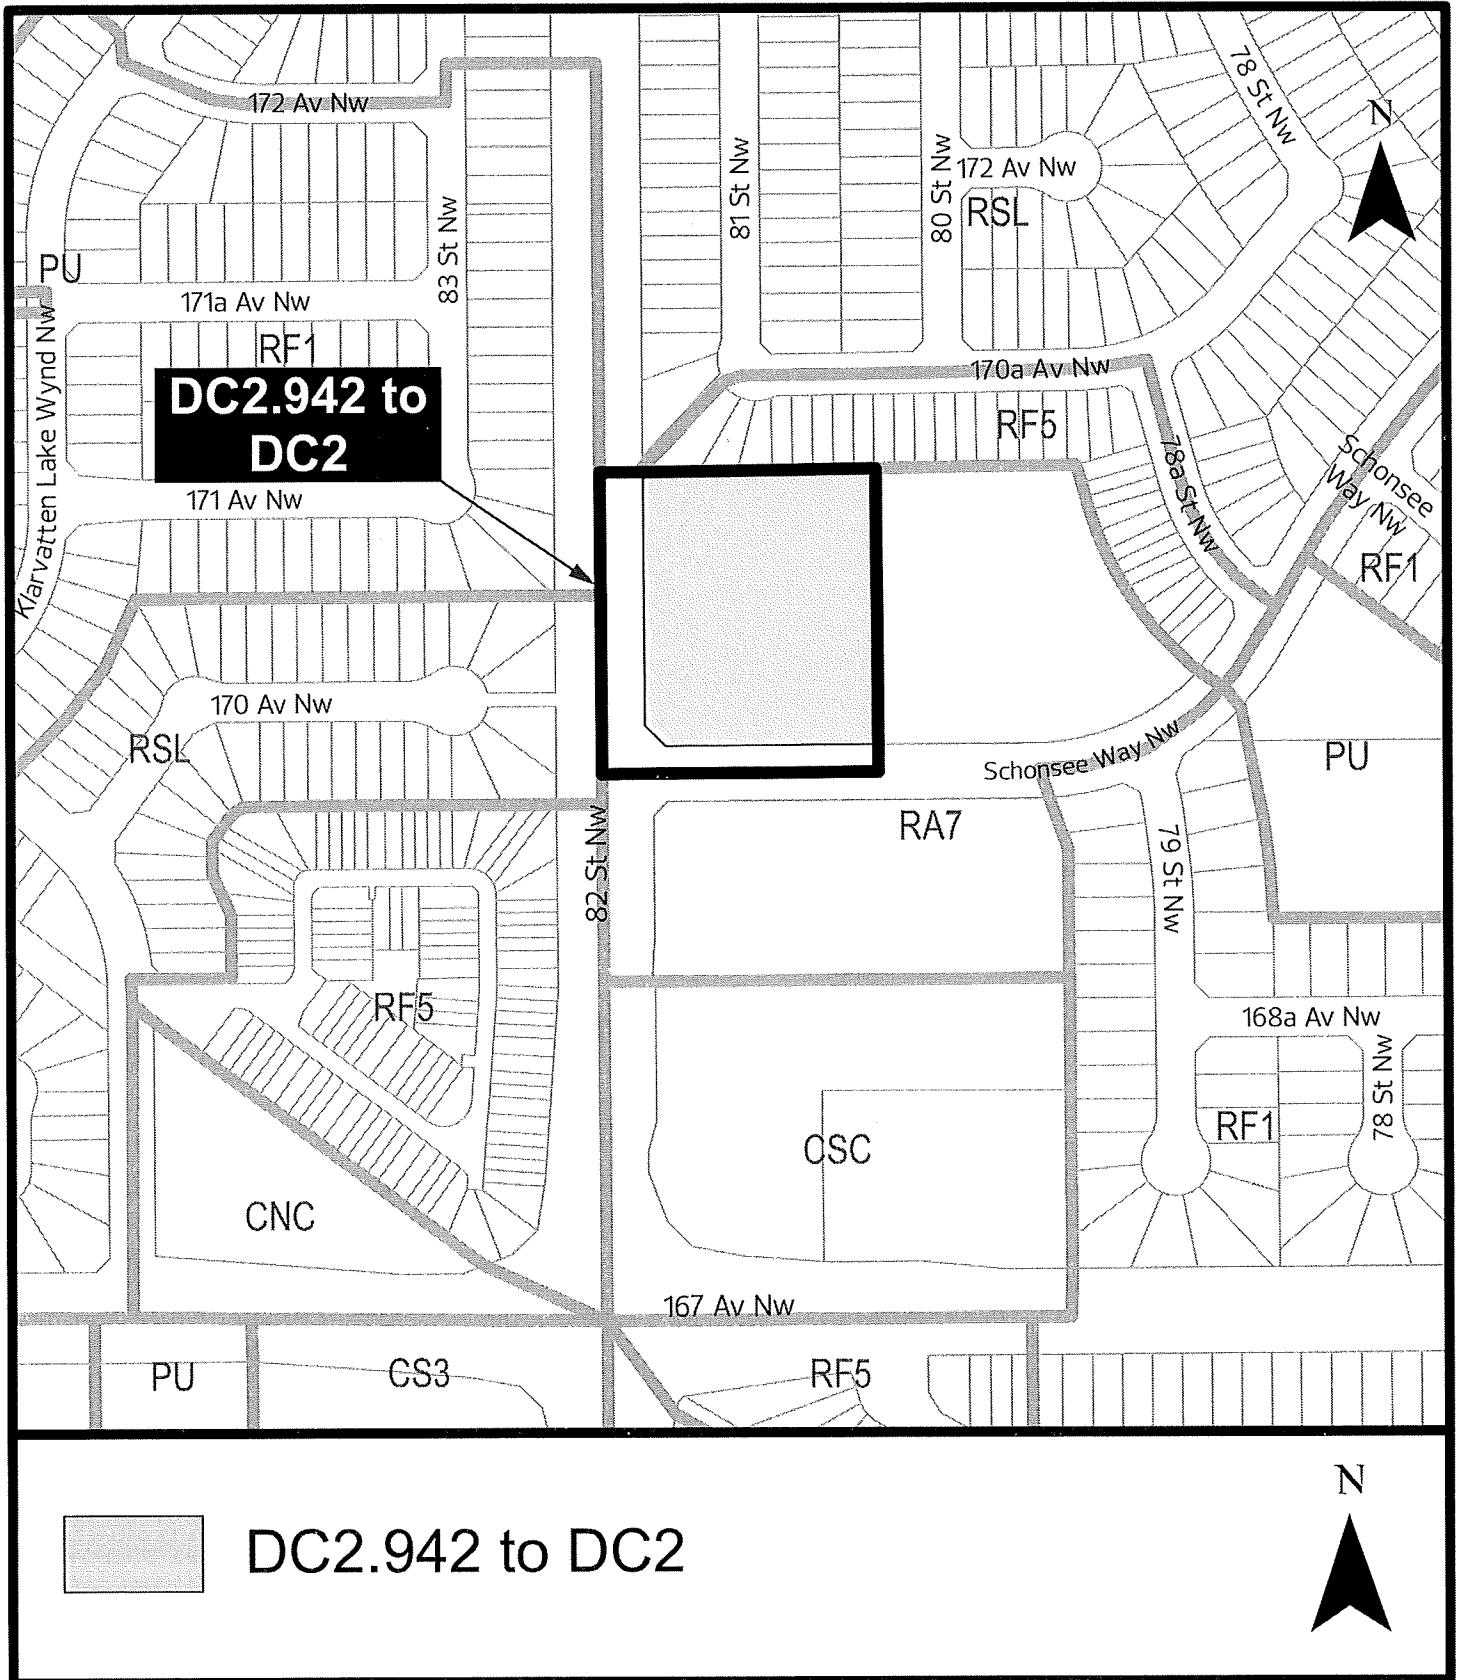 172 Av Nw
78 St Nw
N
81 St Nw
80 St Nw
172 Av Nw
RSL
83 St Nw
PU
171a Av Nw
RF1
Klarvatten Lake Wynd Nw
DC2.942 to
DC2
170a Av Nw
RF5
78a St Nw
Schonsee
Way Nw
RF1
171 Av Nw
170 Av Nw
RSL
Schonsee Way Nw
PU
RA7
82 St Nw
79 St Nw
RF5
168a Av Nw
78 St Nw
RF1
CSC
CNC
167 Av Nw
PU
CS3
RF5
N
DC2.942 to DC2